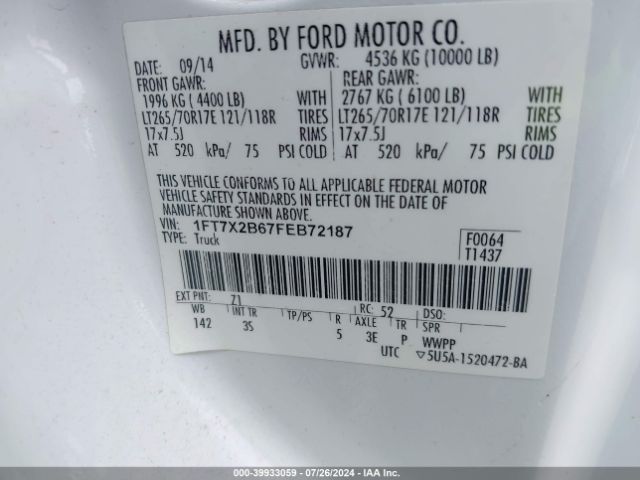 MFD. BY FORD MOTOR CO.
DATE: 09/14 GVWR: 4536 KG (10000 LB)
FRONT GAWR: REAR GAWR:
1996 KG ( 4400 LB) WITH 2767 KG ( 6100 LB) WITH
LT265/70R17E 121/118R TIRES LT265/70R17E 121/118R TIRES
17x7.5J RIMS 17x7.5J RIMS
AT 520 kPa/ 75 PSI COLD AT 520 kPa/ 75 PSI COLD
THIS VEHICLE CONFORMS TO ALL APPLICABLE FEDERAL MOTOR
VEHICLE SAFETY STANDARDS IN EFFECT ON THE DATE OF
MANUFACTURE SHOWN ABOVE.
VIN: 1FT7X2B67FEB72187 F0064
TYPE: Truck T1437
EXT PNT: Z1 RC: 52 DSO:
WB INT TR TP/PS R AXLE TR SPR
142 3S 5 3E P WWPP
UTC ▽5U5A-1520472-BA
000-39933059 / 07/26/2024 / IAA Inc.